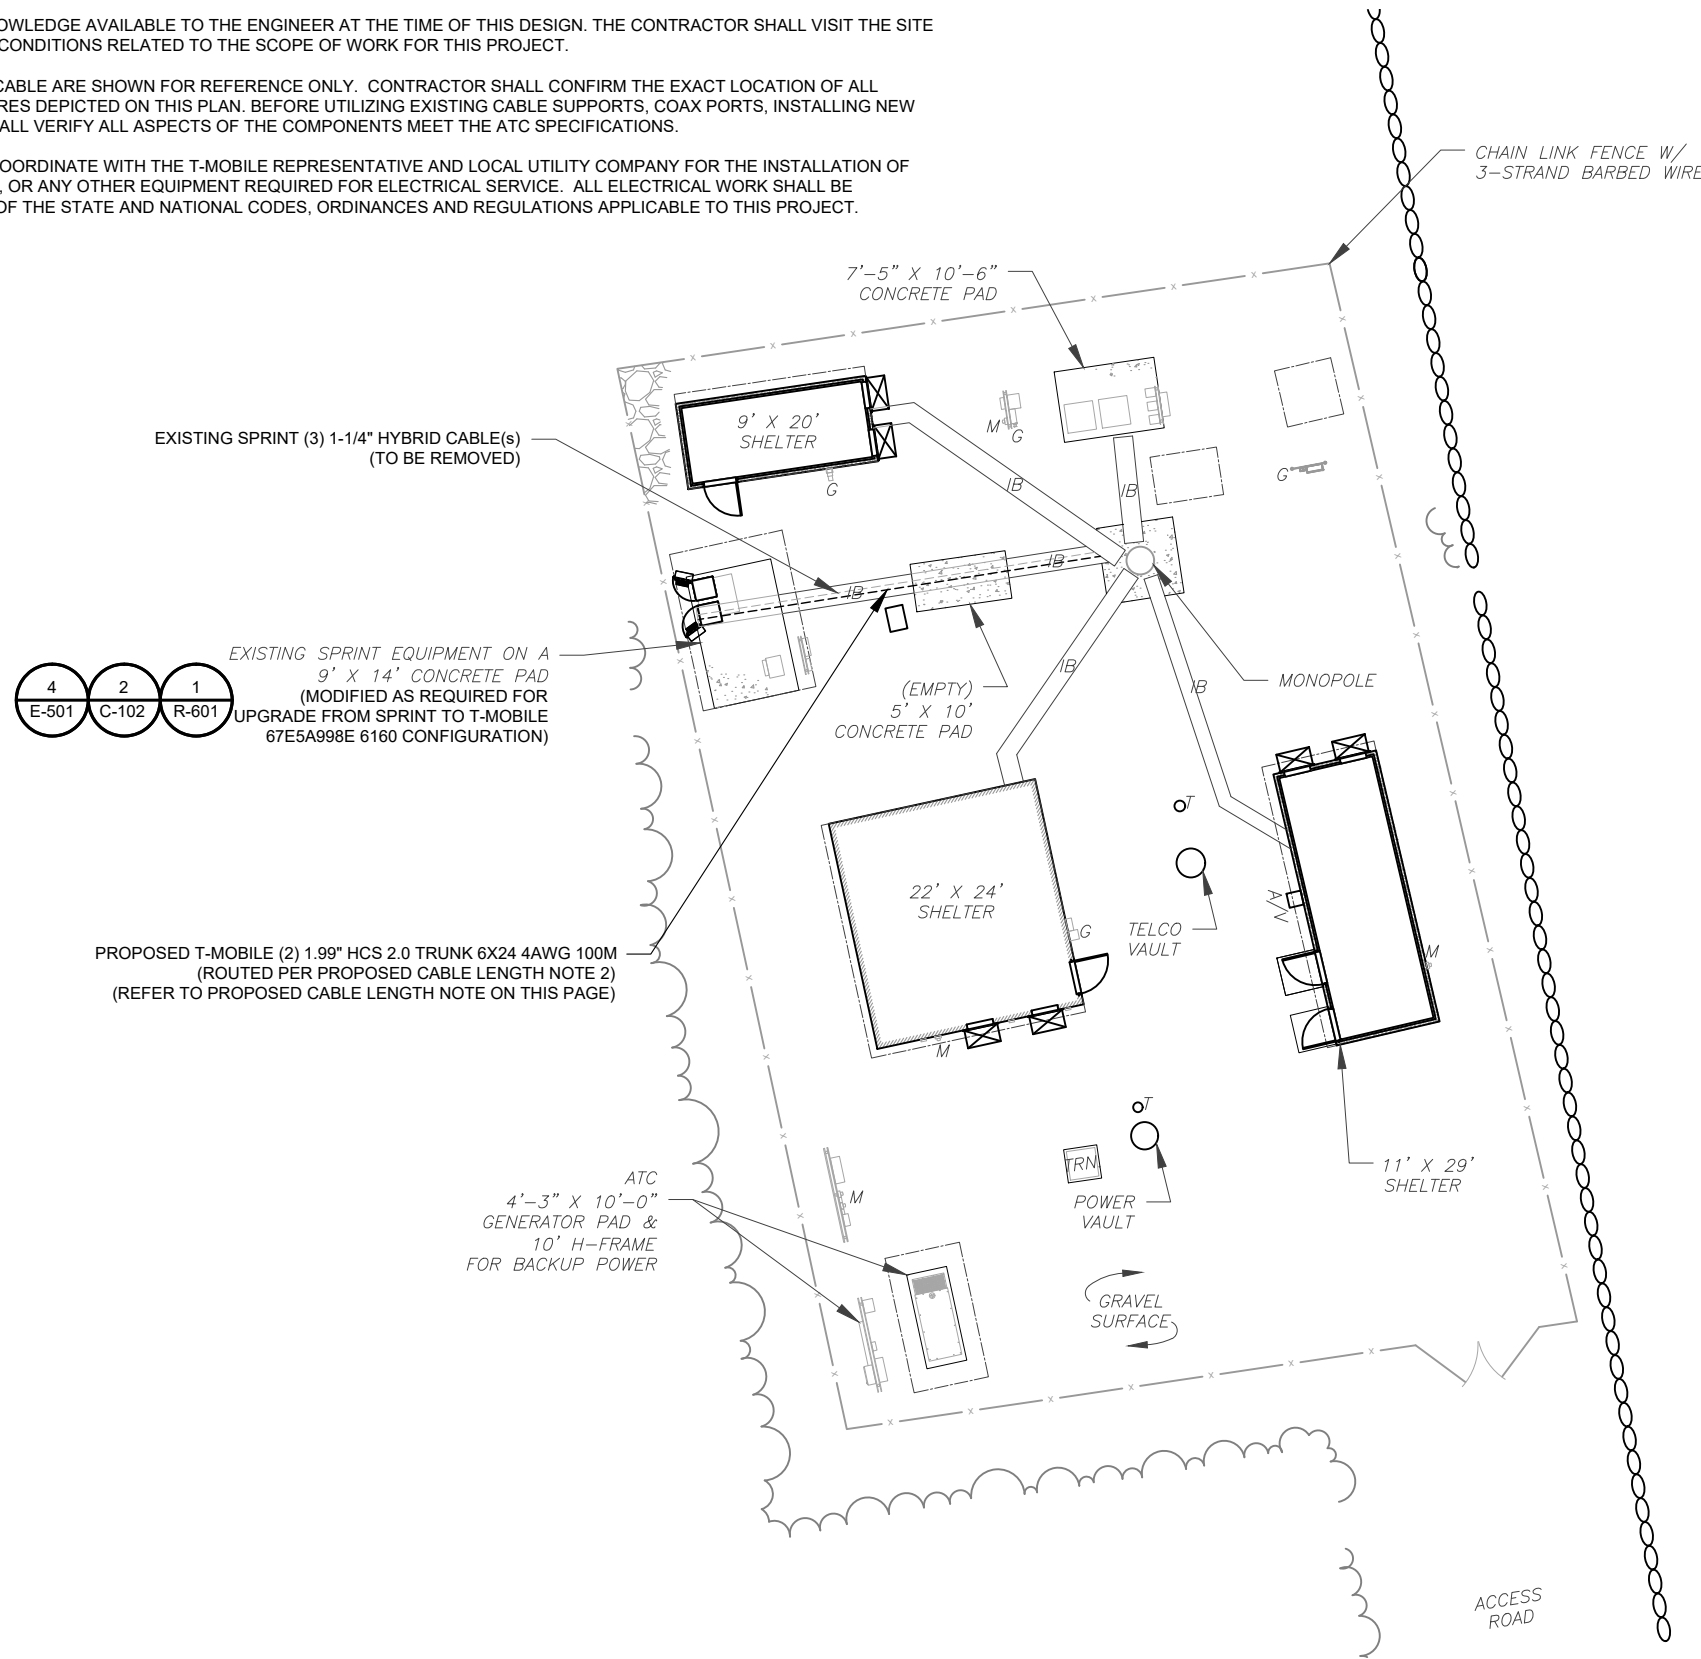 OWLEDGE AVAILABLE TO THE ENGINEER AT THE TIME OF THIS DESIGN. THE CONTRACTOR SHALL VISIT THE SITE
CONDITIONS RELATED TO THE SCOPE OF WORK FOR THIS PROJECT.
CABLE ARE SHOWN FOR REFERENCE ONLY. CONTRACTOR SHALL CONFIRM THE EXACT LOCATION OF ALL
RES DEPICTED ON THIS PLAN. BEFORE UTILIZING EXISTING CABLE SUPPORTS, COAX PORTS, INSTALLING NEW
ALL VERIFY ALL ASPECTS OF THE COMPONENTS MEET THE ATC SPECIFICATIONS.
OORDINATE WITH THE T-MOBILE REPRESENTATIVE AND LOCAL UTILITY COMPANY FOR THE INSTALLATION OF
, OR ANY OTHER EQUIPMENT REQUIRED FOR ELECTRICAL SERVICE. ALL ELECTRICAL WORK SHALL BE
OF THE STATE AND NATIONAL CODES, ORDINANCES AND REGULATIONS APPLICABLE TO THIS PROJECT.
CHAIN LINK FENCE W/
3-STRAND BARBED WIRE
7'-5" X 10'-6"
CONCRETE PAD
9' X 20'
SHELTER
G
M
G
G
EXISTING SPRINT (3) 1-1/4" HYBRID CABLE(s)
(TO BE REMOVED)
IB
IB
IB
IB
IB
IB
EXISTING SPRINT EQUIPMENT ON A
9' X 14' CONCRETE PAD
(MODIFIED AS REQUIRED FOR
UPGRADE FROM SPRINT TO T-MOBILE
67E5A998E 6160 CONFIGURATION)
4
E-501
2
C-102
1
R-601
(EMPTY)
5' X 10'
CONCRETE PAD
MONOPOLE
T
22' X 24'
SHELTER
G
M
TELCO
VAULT
A/V
M
PROPOSED T-MOBILE (2) 1.99" HCS 2.0 TRUNK 6X24 4AWG 100M
(ROUTED PER PROPOSED CABLE LENGTH NOTE 2)
(REFER TO PROPOSED CABLE LENGTH NOTE ON THIS PAGE)
T
TRN
POWER
VAULT
11' X 29'
SHELTER
ATC
4'-3" X 10'-0"
GENERATOR PAD &
10' H-FRAME
FOR BACKUP POWER
M
GRAVEL
SURFACE
ACCESS
ROAD